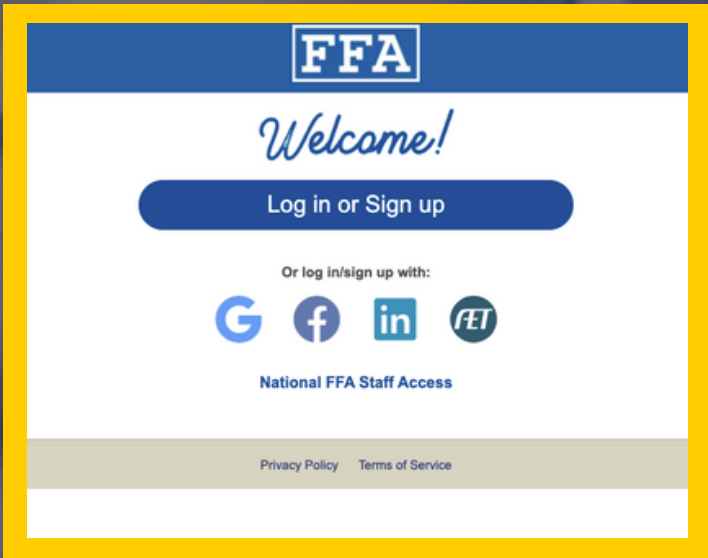 FFA
Welcome!
Log in or Sign up
Or log in/sign up with:
G f in ÆT
National FFA Staff Access
Privacy Policy Terms of Service